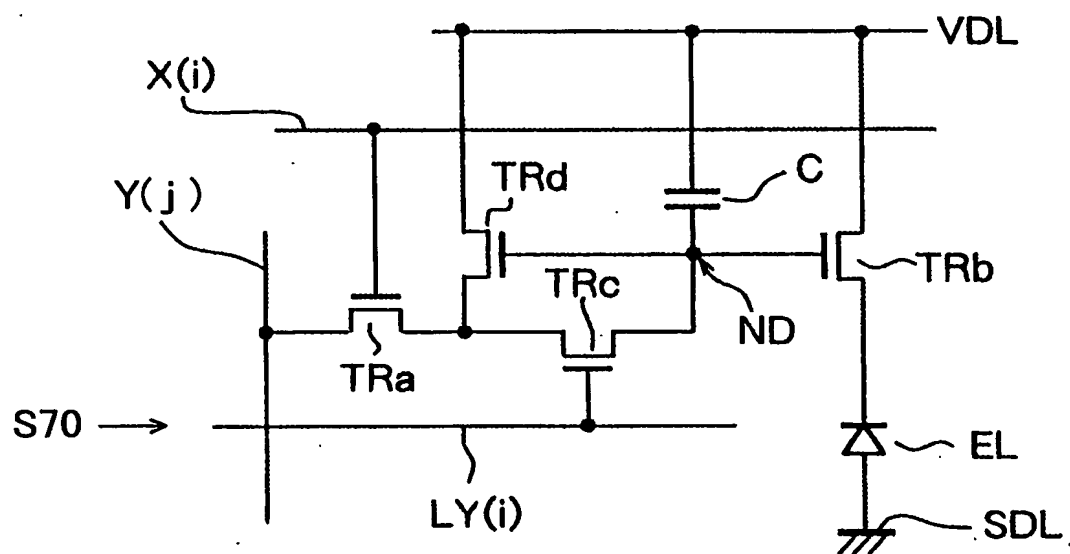 VDL
X(i)
TRd
C
Y(j)
TRb
TRc
ND
TRa
S70
EL
LY(i)
SDL